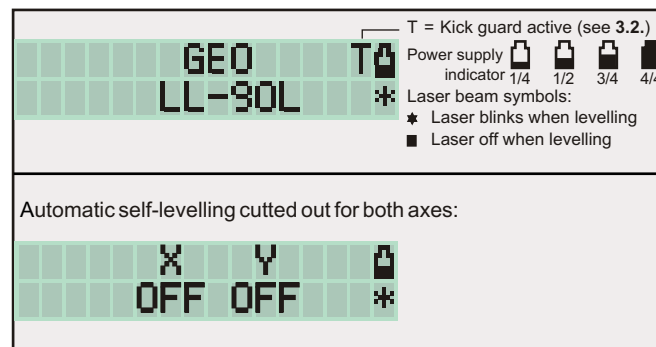 T = Kick guard active (see 3.2.)
GEO T
LL-90L *
Power supply
indicator 1/4 1/2 3/4 4/4
Laser beam symbols:
Laser blinks when levelling
Laser off when levelling
Automatic self-levelling cutted out for both axes:
X Y
OFF OFF *